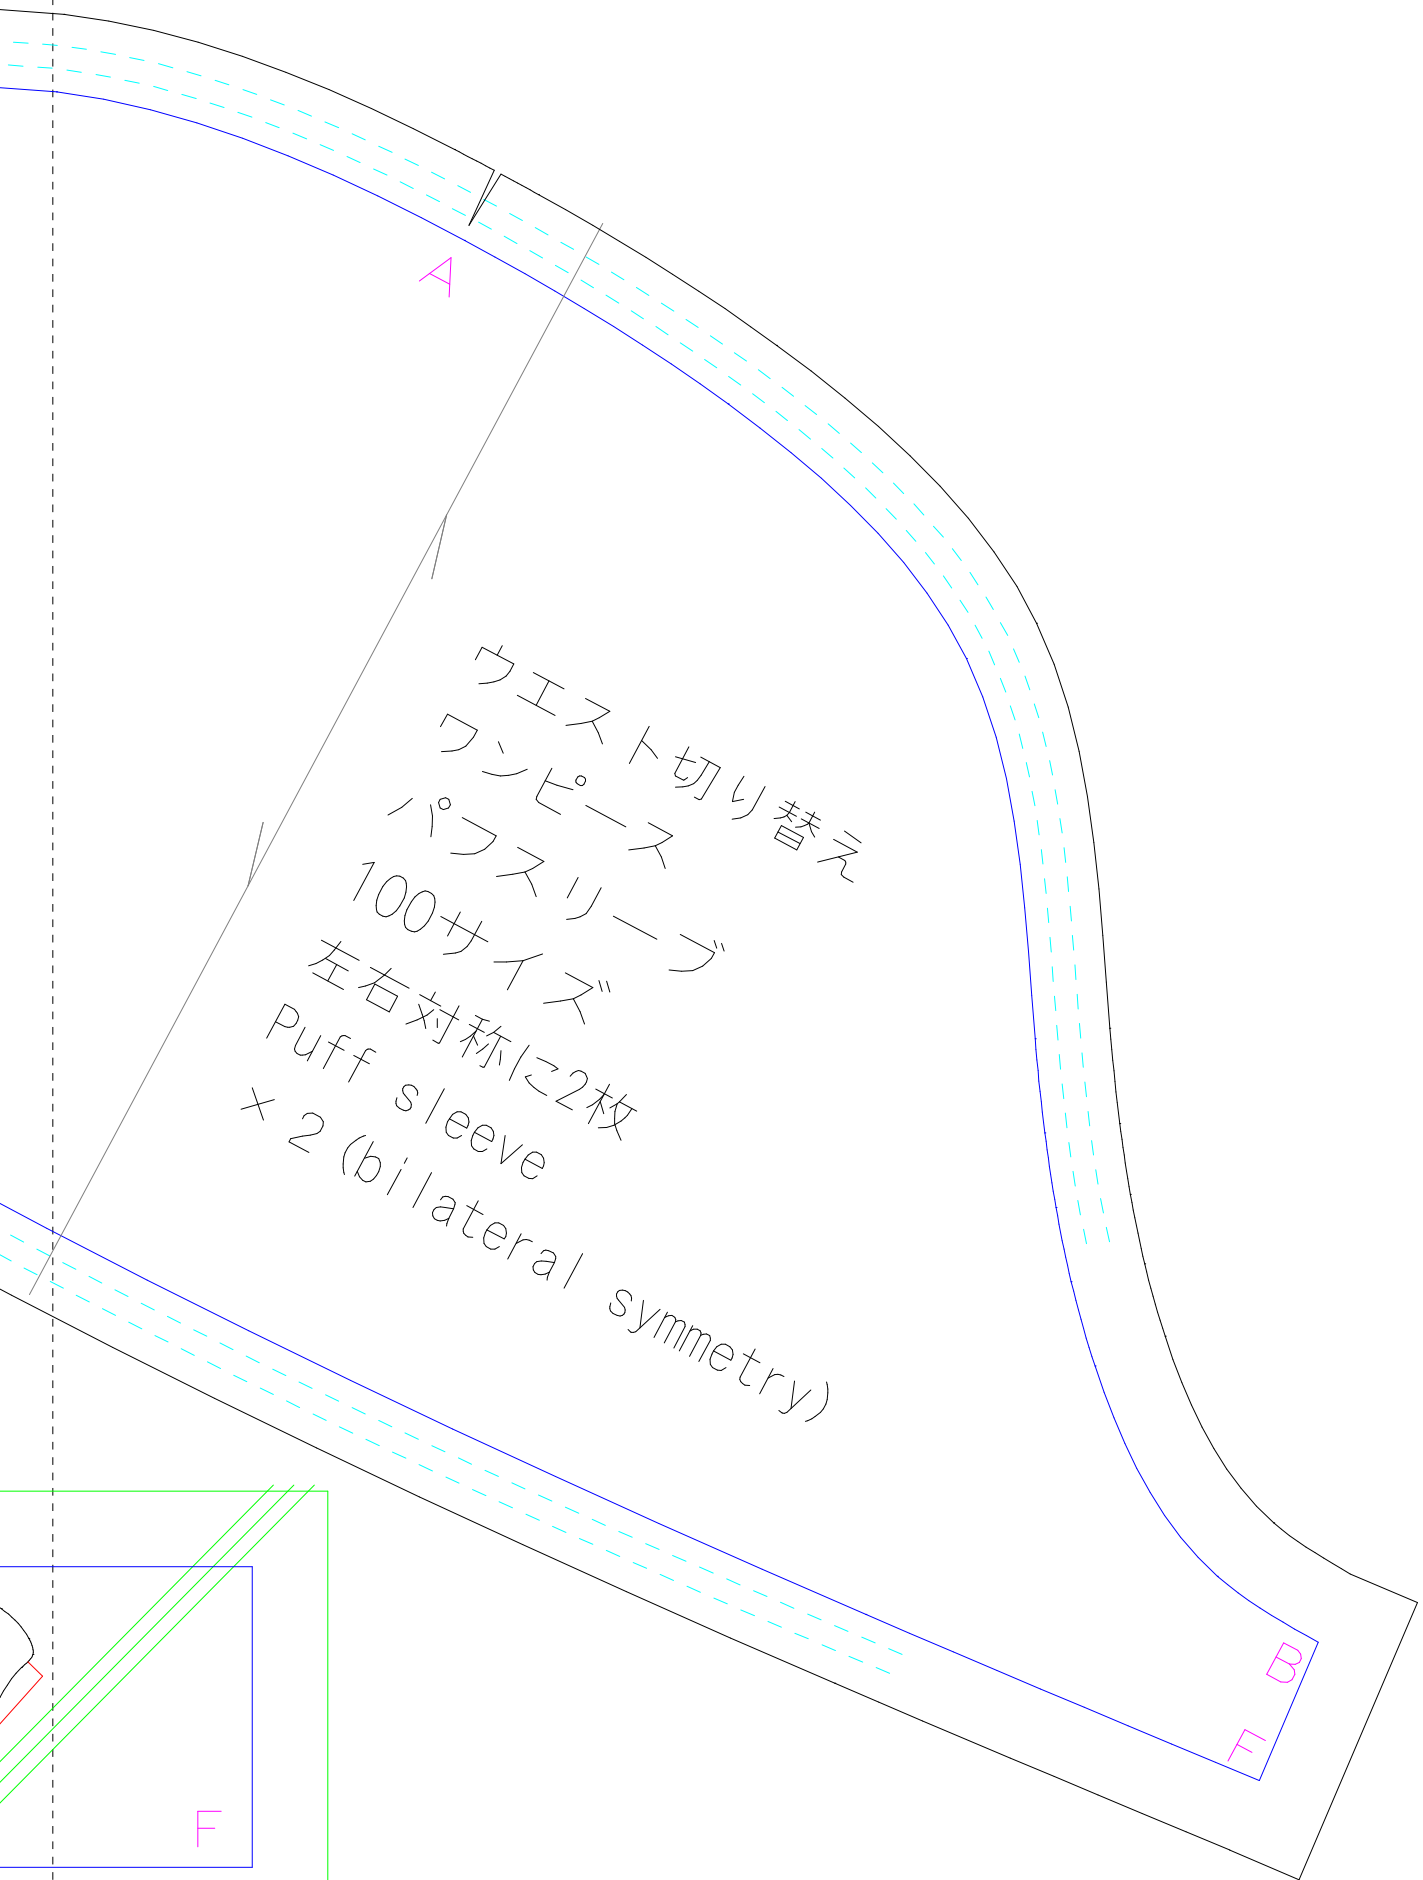 A
ウエスト切り替え
ワンピース
パフスリーブ
100サイズ
左右対称に2枚
Puff sleeve
× 2 (bilateral symmetry)
B
F
F